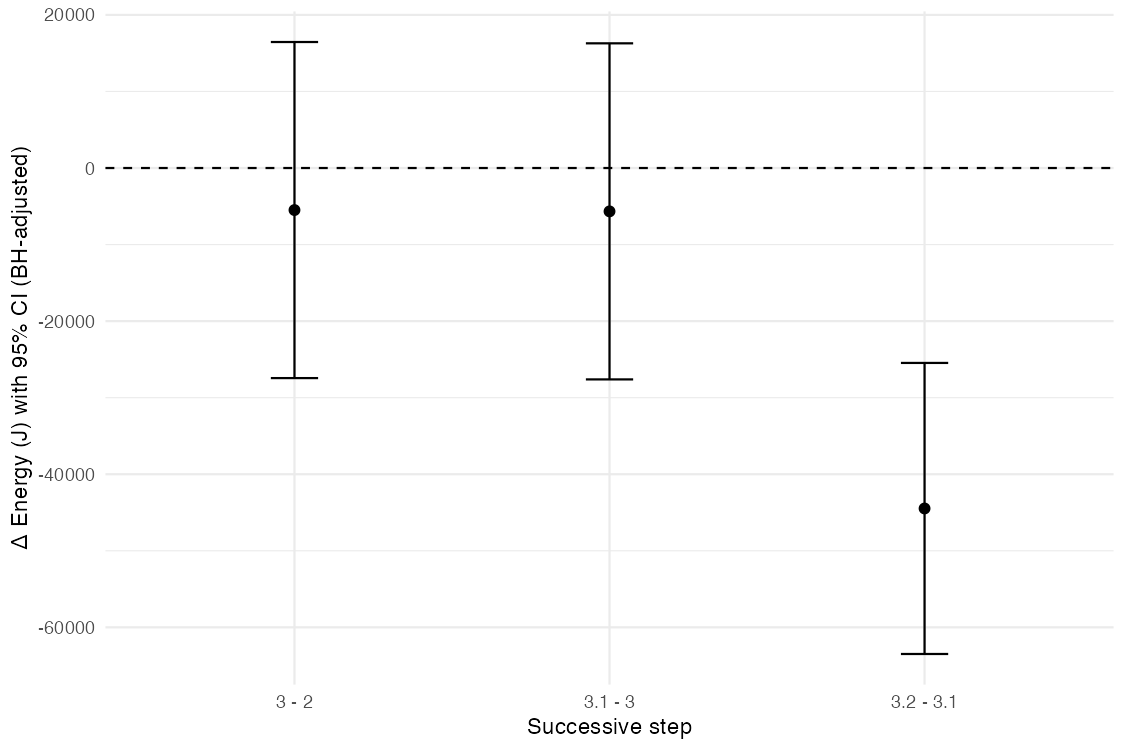 Δ Energy (J) with 95% CI (BH-adjusted)
20000
0
-20000
-40000
-60000
3 - 2
3.1 - 3
3.2 - 3.1
Successive step